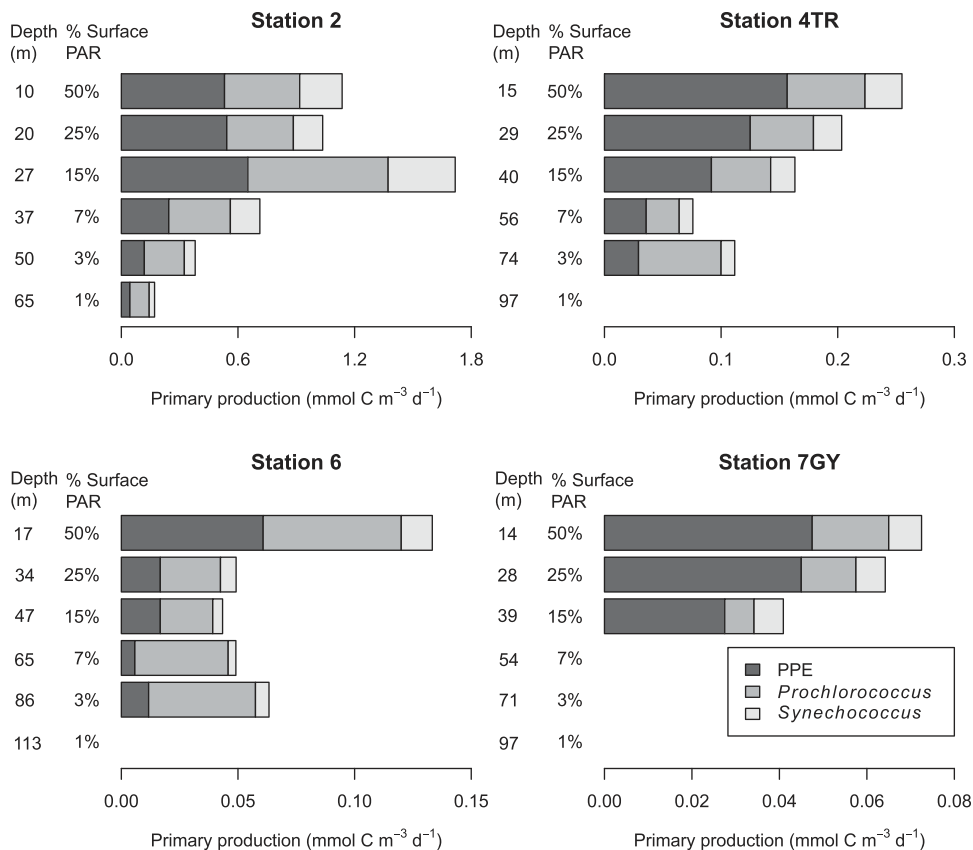 Station 2
Depth % Surface
(m) PAR
10 50%
20 25%
27 15%
37 7%
50 3%
65 1%
0.0 0.6 1.2 1.8
Primary production (mmol C m⁻³ d⁻¹)
Station 4TR
Depth % Surface
(m) PAR
15 50%
29 25%
40 15%
56 7%
74 3%
97 1%
0.0 0.1 0.2 0.3
Primary production (mmol C m⁻³ d⁻¹)
Station 6
Depth % Surface
(m) PAR
17 50%
34 25%
47 15%
65 7%
86 3%
113 1%
0.00 0.05 0.10 0.15
Primary production (mmol C m⁻³ d⁻¹)
Station 7GY
Depth % Surface
(m) PAR
14 50%
28 25%
39 15%
54 7%
71 3%
97 1%
PPE
Prochlorococcus
Synechococcus
0.00 0.02 0.04 0.06 0.08
Primary production (mmol C m⁻³ d⁻¹)